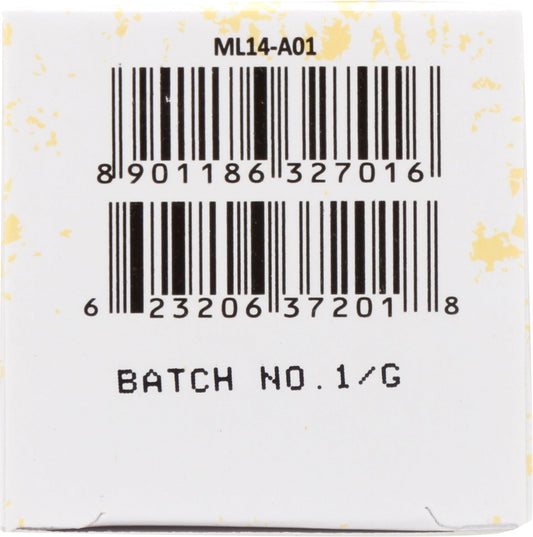 ML14-A01
8 901186 327016
6 23206 37201 8
BATCH NO.1/G